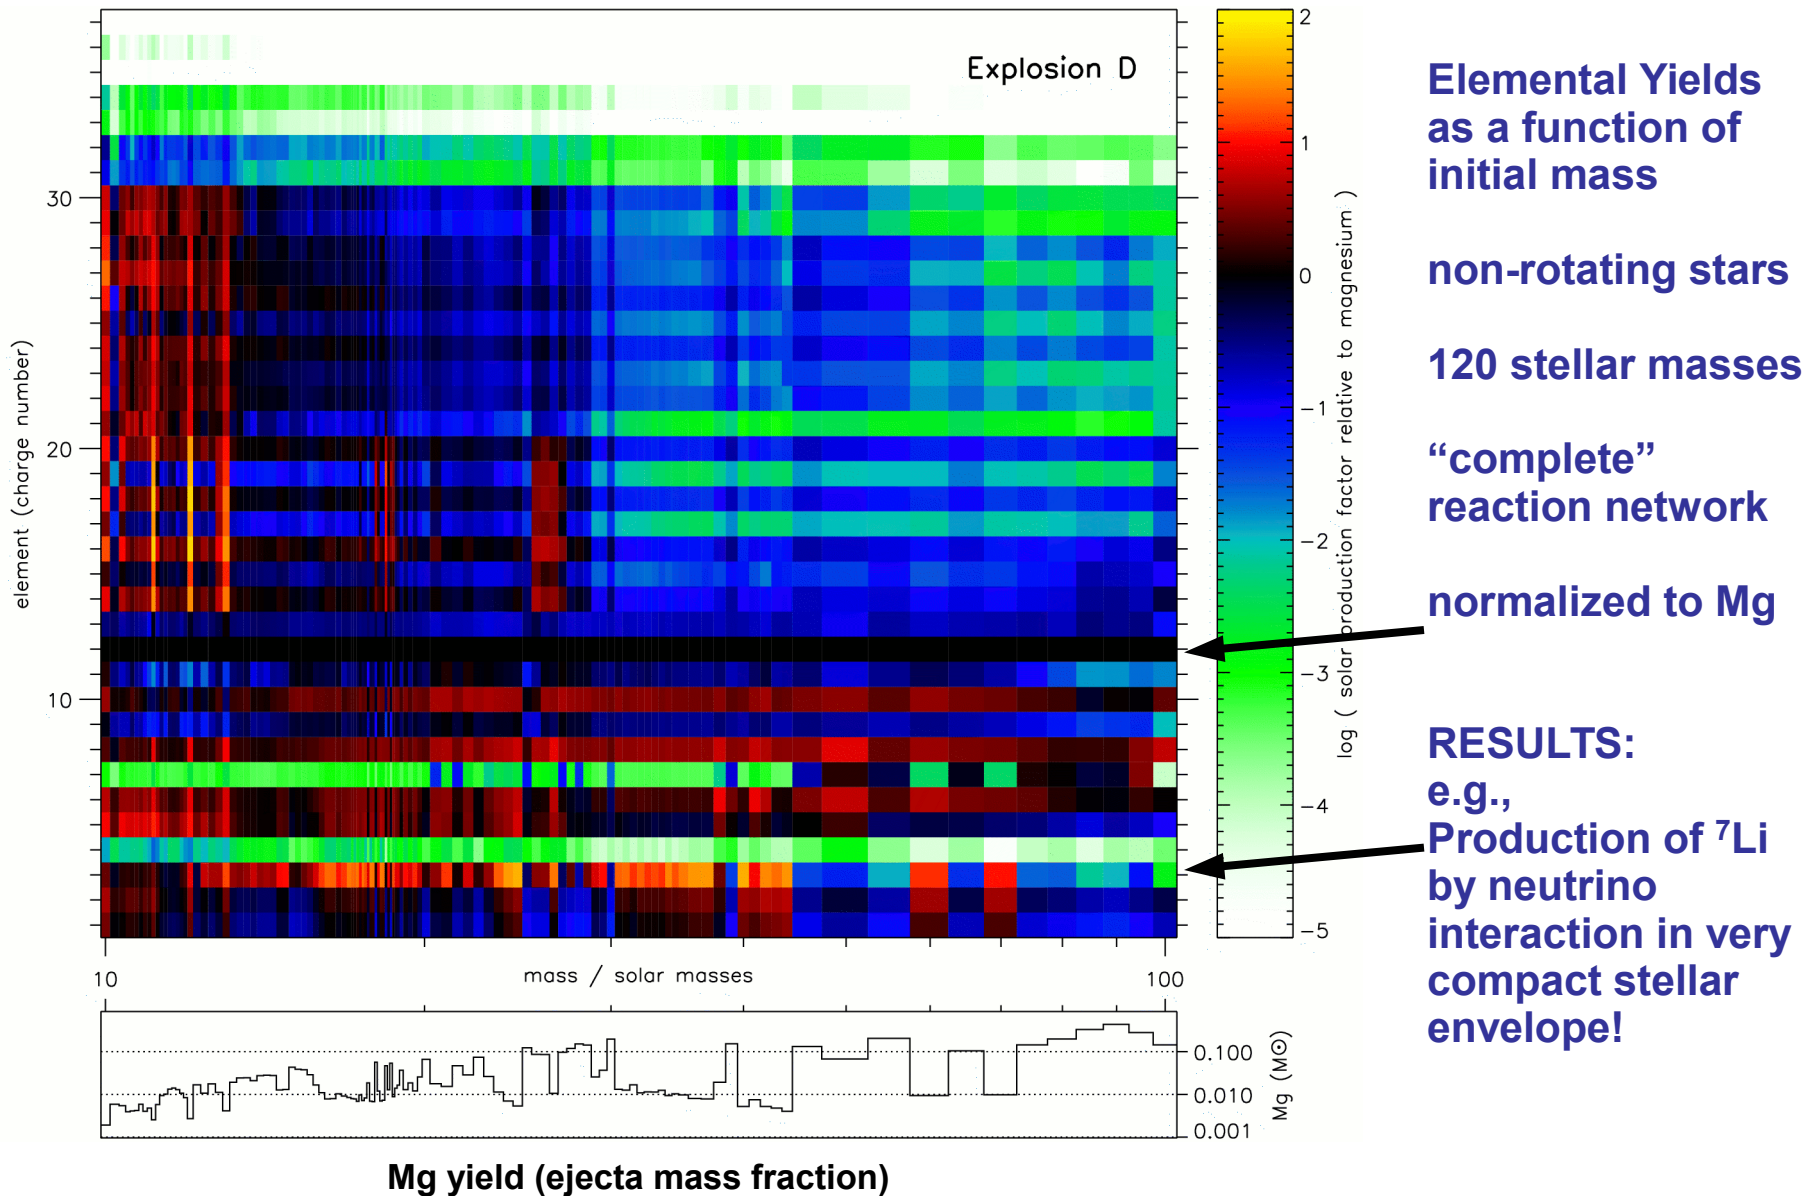 Explosion D
30
20
10
element (charge number)
10
mass / solar masses
100
2
1
0
−1
−2
−3
−4
−5
log ( solar production factor relative to magnesium )
0.100
0.010
0.001
Mg (M⊙)
Mg yield (ejecta mass fraction)
Elemental Yields
as a function of
initial mass
non-rotating stars
120 stellar masses
“complete”
reaction network
normalized to Mg
RESULTS:
e.g.,
Production of ⁷Li
by neutrino
interaction in very
compact stellar
envelope!